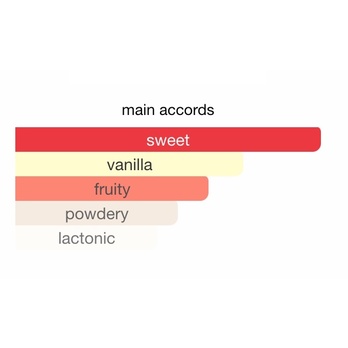 main accords
sweet
vanilla
fruity
powdery
lactonic